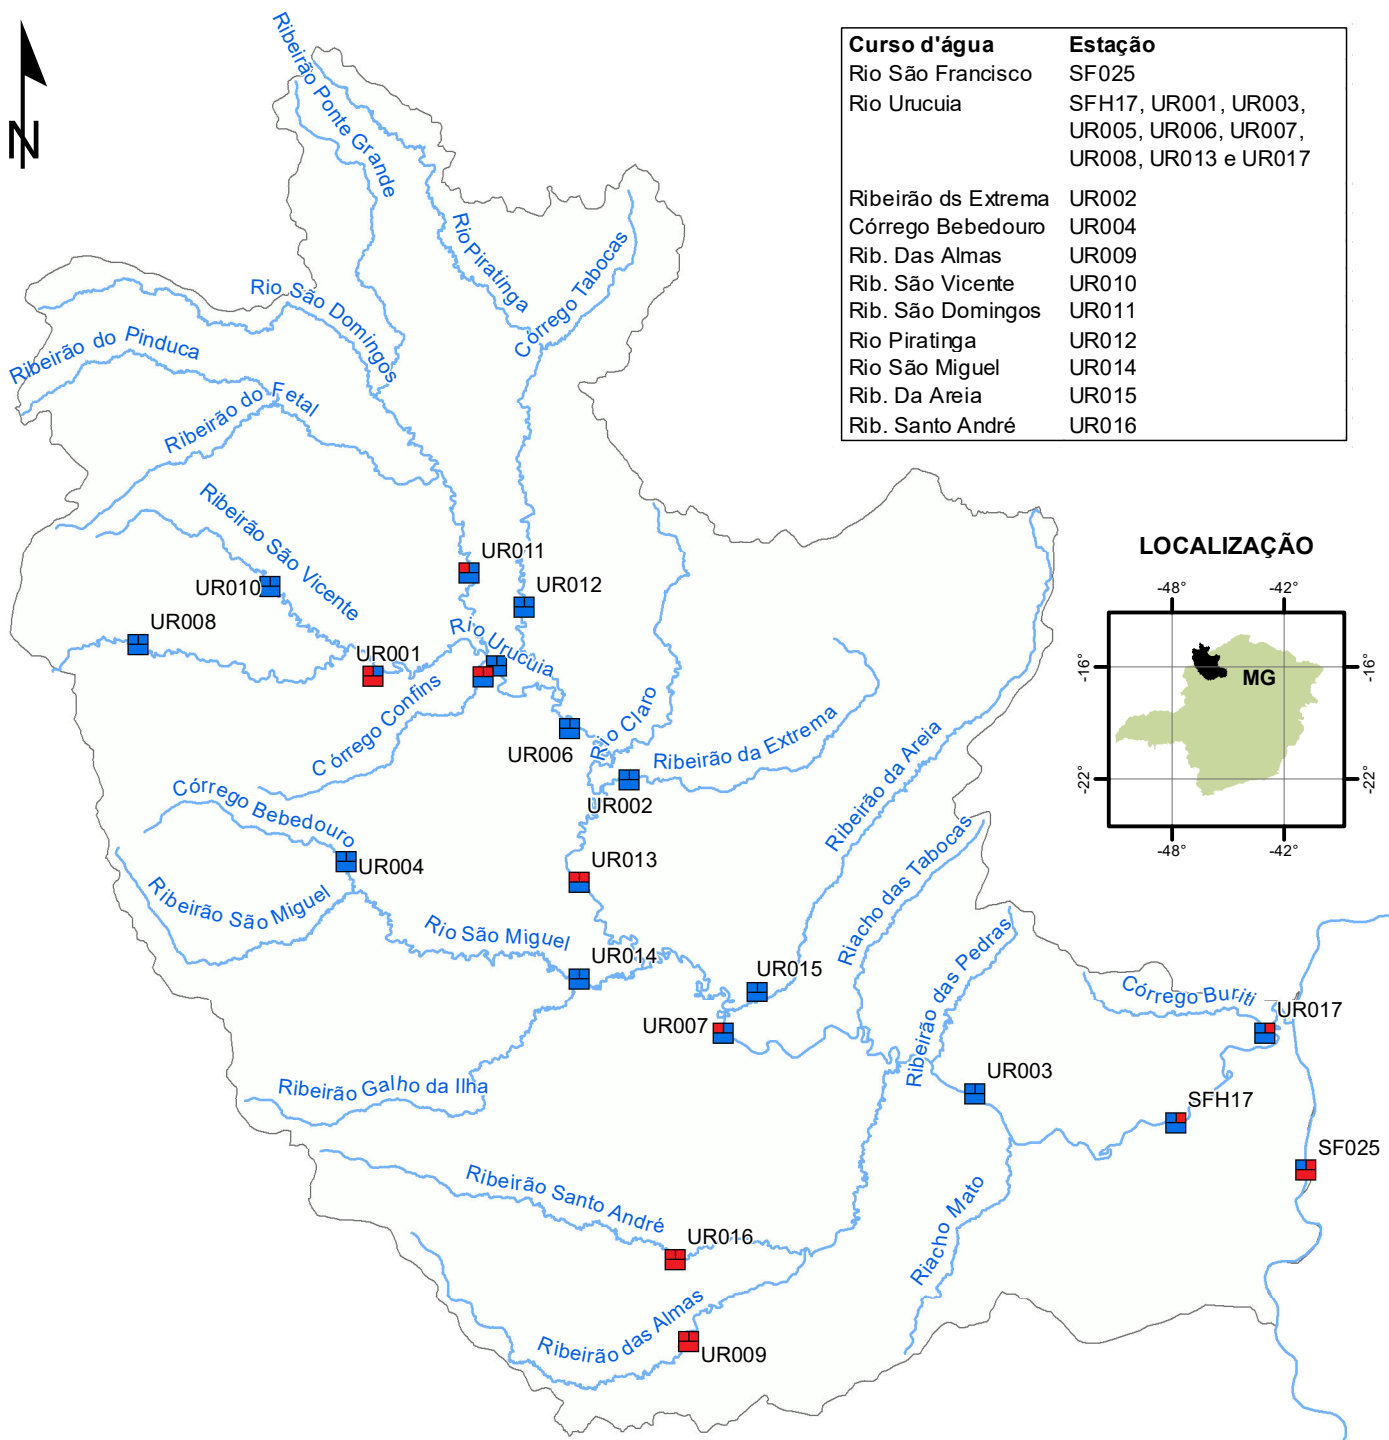 Curso d'água Estação
Rio São Francisco SF025
Rio Urucuia SFH17, UR001, UR003,
UR005, UR006, UR007,
UR008, UR013 e UR017
Ribeirão ds Extrema UR002
Córrego Bebedouro UR004
Rib. Das Almas UR009
Rib. São Vicente UR010
Rib. São Domingos UR011
Rio Piratinga UR012
Rio São Miguel UR014
Rib. Da Areia UR015
Rib. Santo André UR016
N
Ribeirão Ponte Grande
Rio Piratinga
Córrego Tabocas
Rio São Domingos
Ribeirão do Pinduca
Ribeirão do Fetal
Ribeirão São Vicente
UR011
UR010
UR012
UR008
UR001
Rio Urucuia
Córrego Confins
Rio Claro
UR006
Ribeirão da Extrema
UR002
Ribeirão da Areia
Córrego Bebedouro
UR004
UR013
Ribeirão São Miguel
Rio São Miguel
Riacho das Tabocas
UR014
UR015
Ribeirão das Pedras
Córrego Buriti
UR017
UR007
UR003
Ribeirão Galho da Ilha
SFH17
SF025
Ribeirão Santo André
Riacho Mato
UR016
Ribeirão das Almas
UR009
LOCALIZAÇÃO
-48° -42°
-16° MG -16°
-22° -22°
-48° -42°